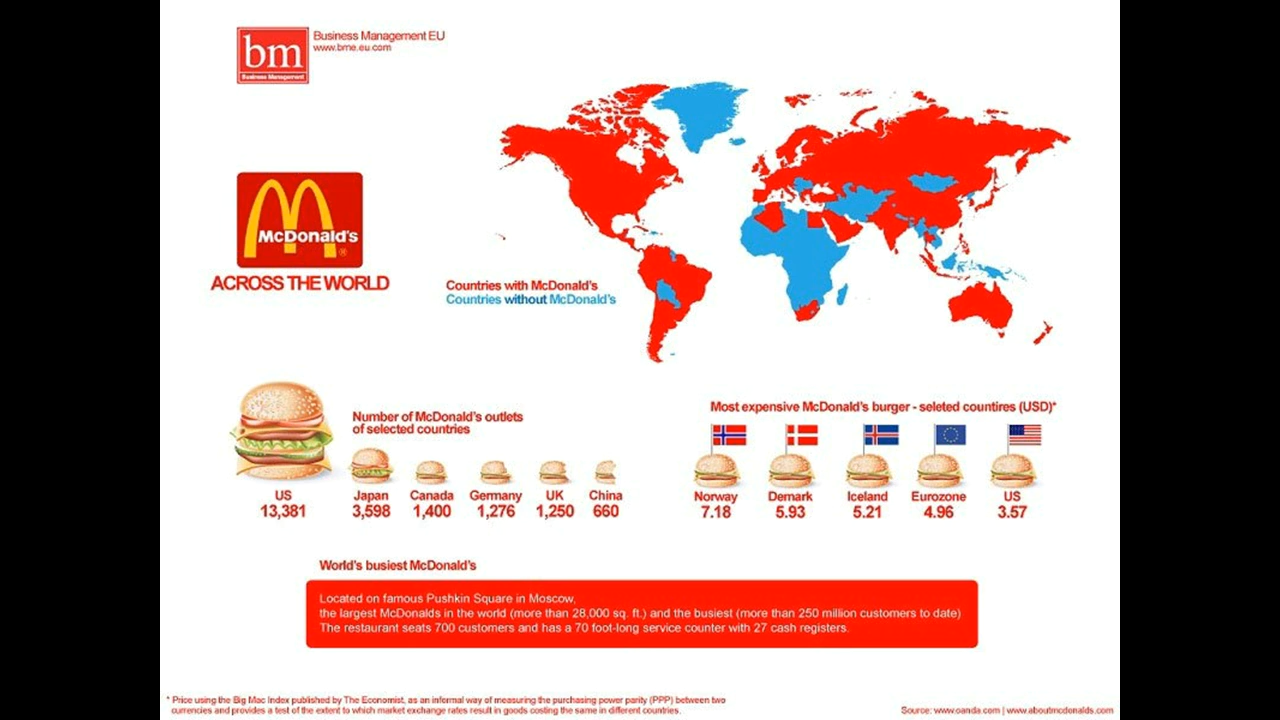 bm
Business Management
Business Management EU
www.bme.eu.com
McDonald's
®
ACROSS THE WORLD
Countries with McDonald's
Countries without McDonald's
Number of McDonald's outlets
of selected countries
US
13,381
Japan
3,598
Canada
1,400
Germany
1,276
UK
1,250
China
660
Most expensive McDonald's burger - seleted countires (USD)*
Norway
7.18
Demark
5.93
Iceland
5.21
Eurozone
4.96
US
3.57
World's busiest McDonald's
Located on famous Pushkin Square in Moscow,
the largest McDonalds in the world (more than 28,000 sq. ft.) and the busiest (more than 250 million customers to date)
The restaurant seats 700 customers and has a 70 foot-long service counter with 27 cash registers.
* Price using the Big Mac Index published by The Economist, as an informal way of measuring the purchasing power parity (PPP) between two
currencies and provides a test of the extent to which market exchange rates result in goods costing the same in different countries.
Source: www.oanda.com | www.aboutmcdonalds.com